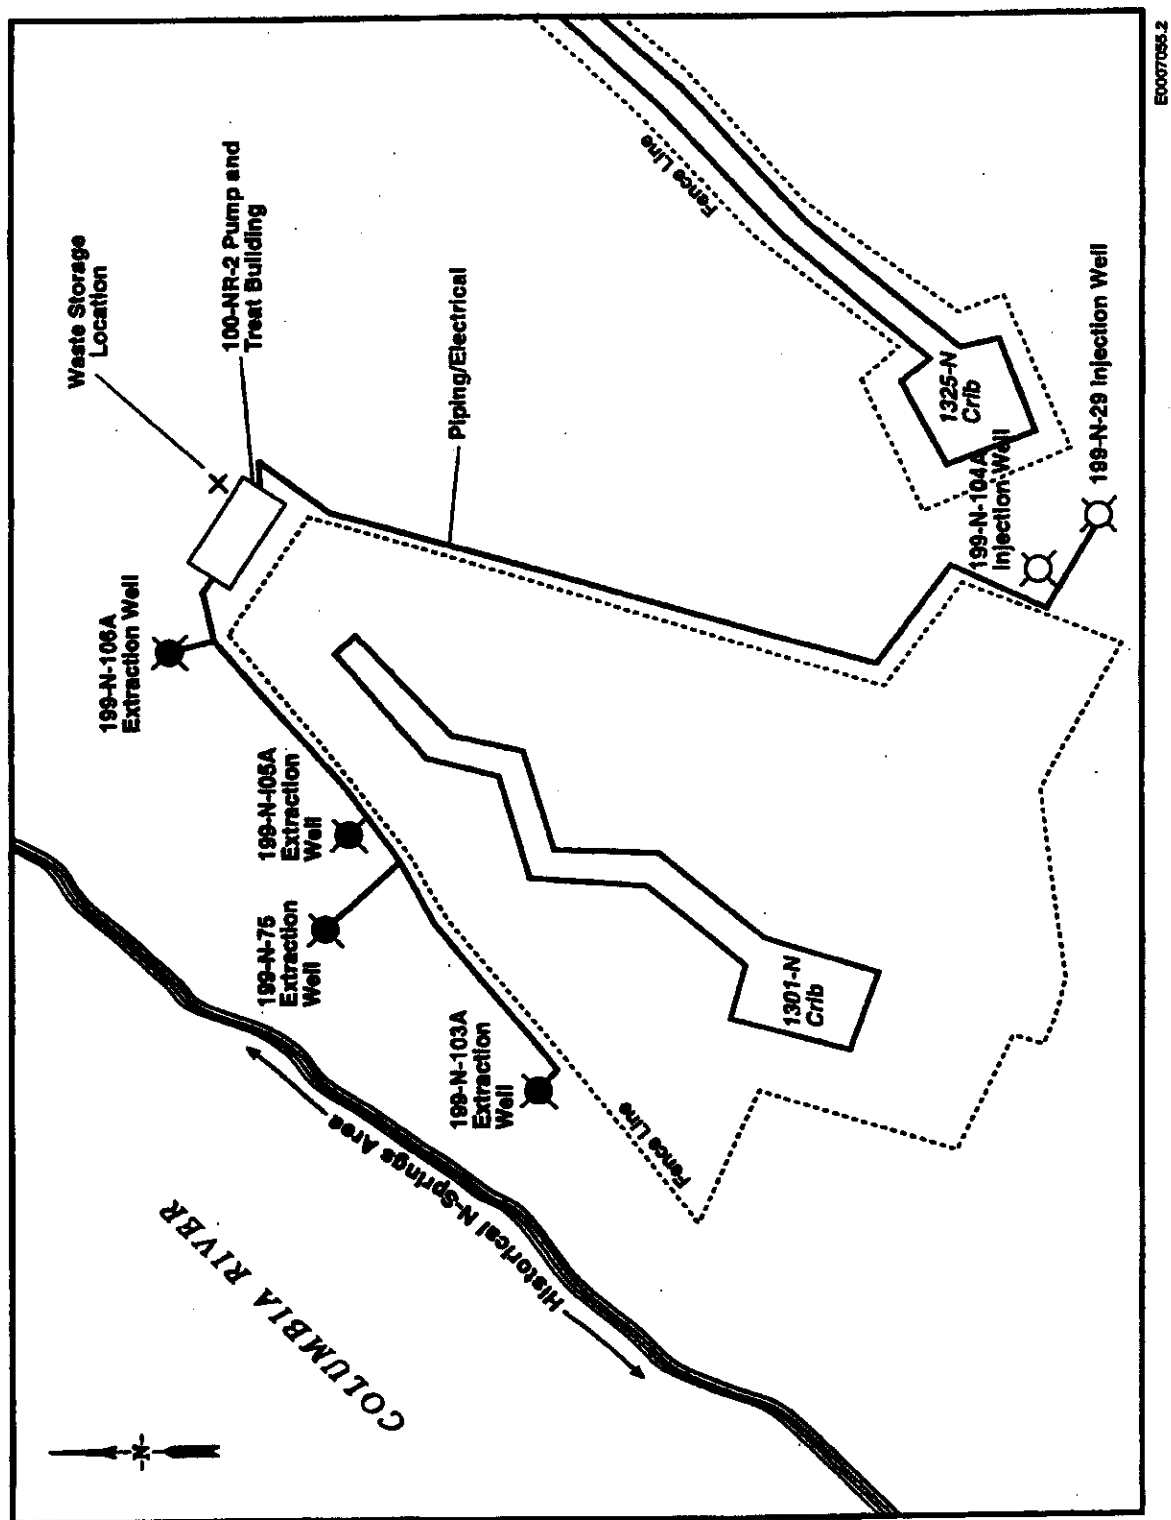 COLUMBIA RIVER
-N-
Historical N-Springs Area
199-N-106A
Extraction Well
Waste Storage
Location
100-NR-2 Pump and
Treat Building
199-N-I05A
Extraction
Well
199-N-75
Extraction
Well
199-N-103A
Extraction
Well
Piping/Electrical
Fence Line
Fence Line
1301-N
Crib
1325-N
Crib
199-N-104A
Injection Well
199-N-29 Injection Well
E0007055.2